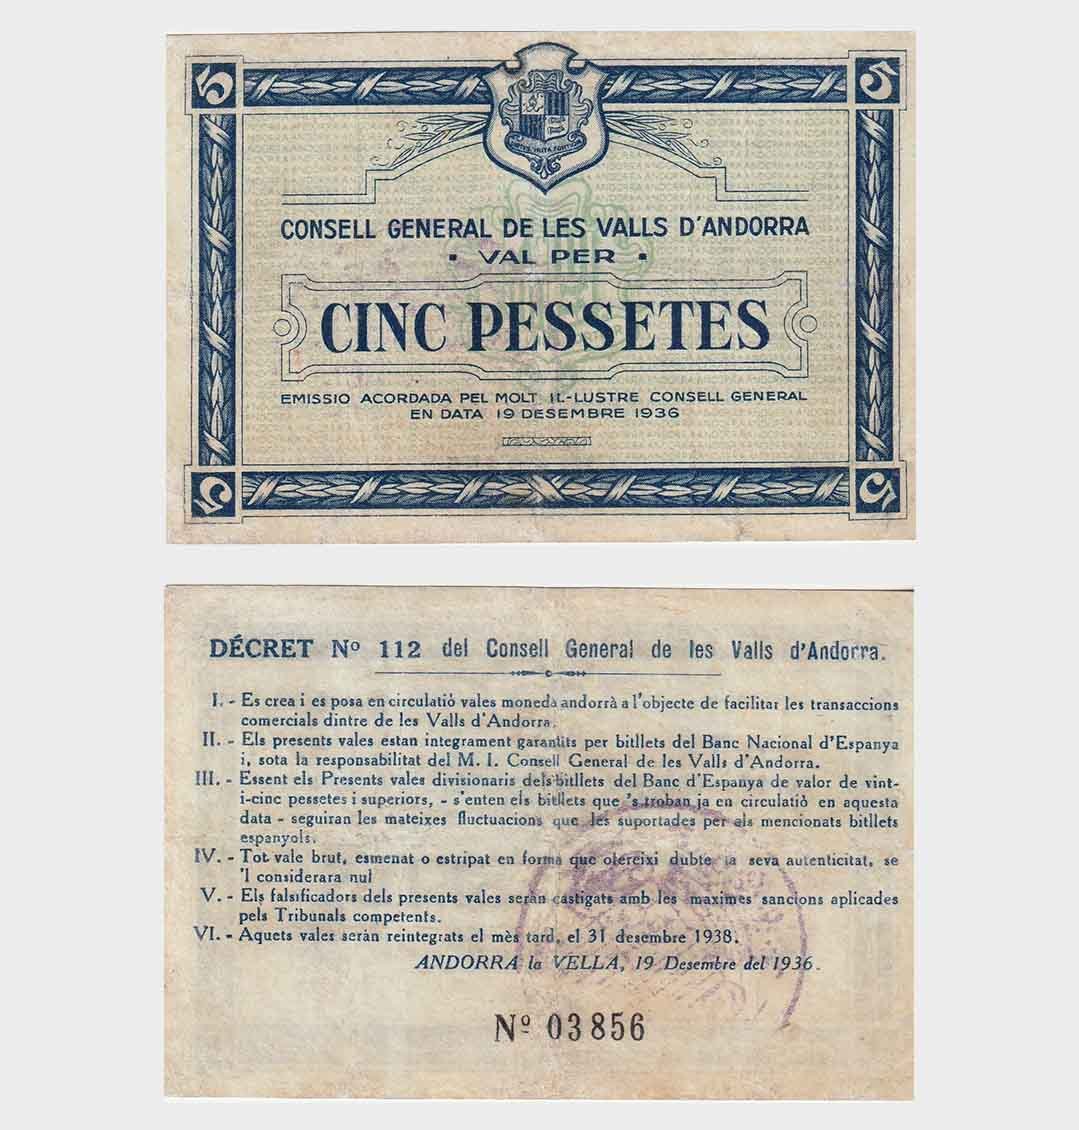 5 5
VIRTUS UNITA FORTIOR
CONSELL GENERAL DE LES VALLS D'ANDORRA
▪ VAL PER ▪
CINC PESSETES
EMISSIO ACORDADA PEL MOLT IL-LUSTRE CONSELL GENERAL
EN DATA 19 DESEMBRE 1936
5 5
DÉCRET Nº 112 del Consell General de les Valls d'Andorra.
I. - Es crea i es posa en circulatiò vales moneda andorrà a l'objecte de facilitar les transaccions
comercials dintre de les Valls d'Andorra.
II. - Els presents vales estan integrament garantits per bitllets del Banc Nacional d'Espanya
i, sota la responsabilitat del M. I. Consell General de les Valls d'Andorra.
III. - Essent els Presents vales divisionaris dels bitllets del Banc d'Espanya de valor de vint-
i-cinc pessetes i superiors, - s'enten els bitllets que 's troban ja en circulatiò en aquesta
data - seguiran les mateixes fluctuacions que les suportades per els mencionats bitllets
espanyols.
IV. - Tot vale brut, esmenat o estripat en forma que ofereixi dubte la seva autenticitat, se
'l considerara nul
V. - Els falsificadors dels presents vales seràn castigats amb les maximes sancions aplicades
pels Tribunals competents.
VI. - Aquets vales seràn reintegrats el mès tard, el 31 desembre 1938.
ANDORRA la VELLA, 19 Desembre del 1936.
Nº 03856